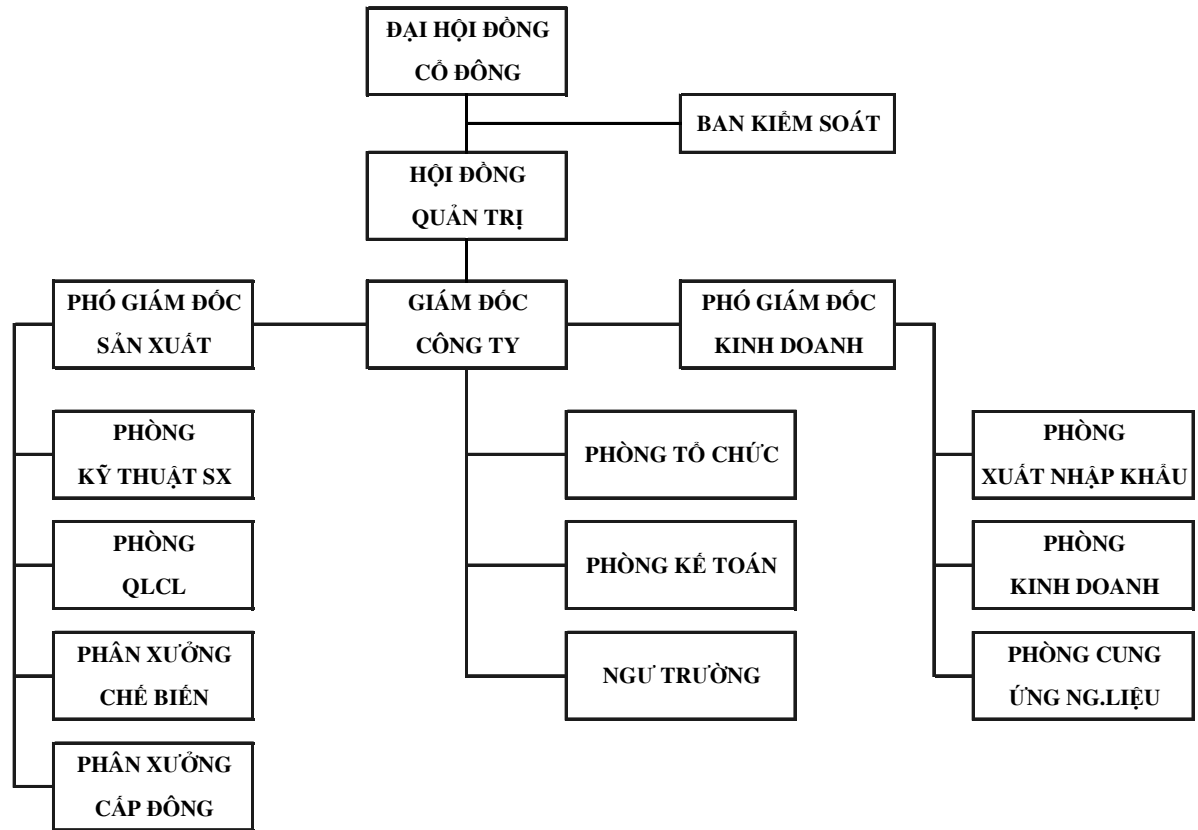 ĐẠI HỘI ĐỒNG
CỔ ĐÔNG
BAN KIỂM SOÁT
HỘI ĐỒNG
QUẢN TRỊ
PHÓ GIÁM ĐỐC
SẢN XUẤT
GIÁM ĐỐC
CÔNG TY
PHÓ GIÁM ĐỐC
KINH DOANH
PHÒNG
KỸ THUẬT SX
PHÒNG
QLCL
PHÂN XƯỞNG
CHẾ BIẾN
PHÂN XƯỞNG
CẤP ĐÔNG
PHÒNG TỔ CHỨC
PHÒNG KẾ TOÁN
NGƯ TRƯỜNG
PHÒNG
XUẤT NHẬP KHẨU
PHÒNG
KINH DOANH
PHÒNG CUNG
ỨNG NG.LIỆU